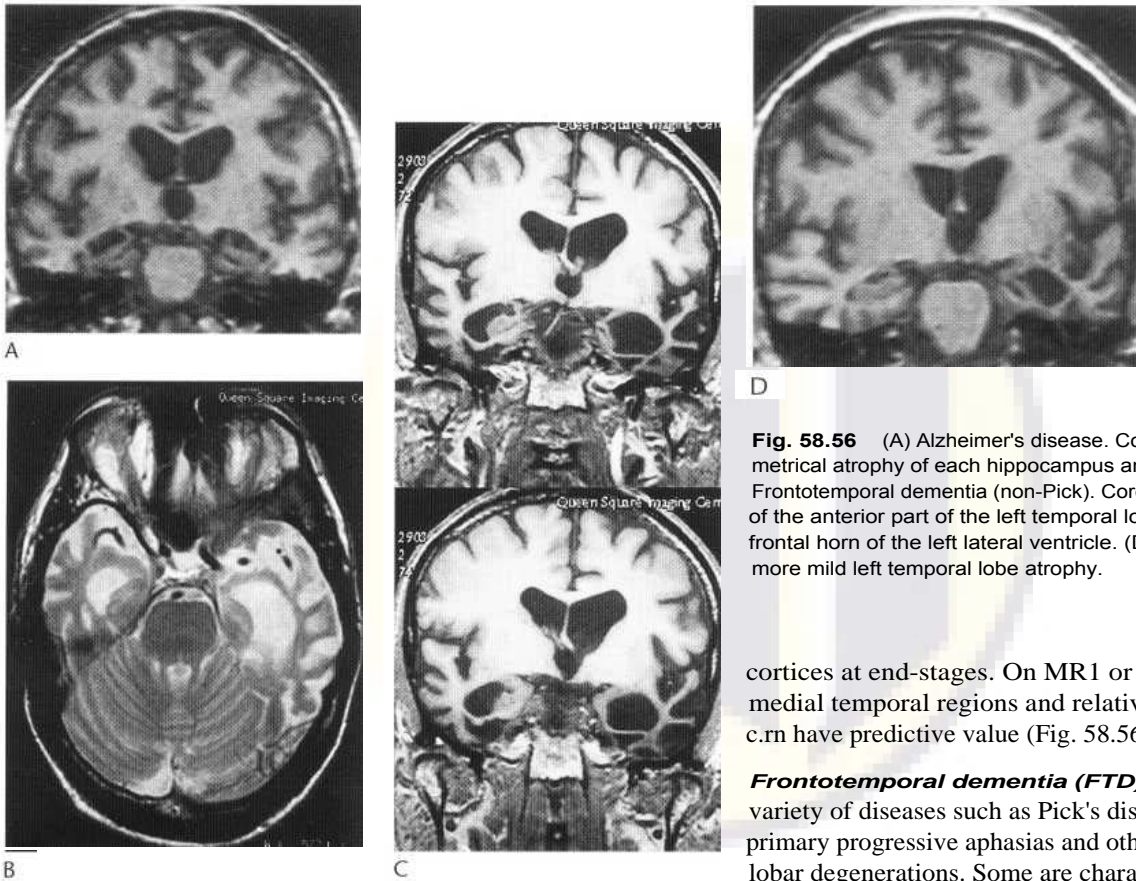 A
Queen Square Imaging Ce
B
Queen Square Imaging Cen
2903
2
72
Queen Square Imaging Cen
2903
2
C
D
Fig. 58.56 (A) Alzheimer's disease. Co
metrical atrophy of each hippocampus an
Frontotemporal dementia (non-Pick). Coro
of the anterior part of the left temporal lo
frontal horn of the left lateral ventricle. (D
more mild left temporal lobe atrophy.
cortices at end-stages. On MR1 or
medial temporal regions and relativ
c.rn have predictive value (Fig. 58.56
Frontotemporal dementia (FTD)
variety of diseases such as Pick's dis
primary progressive aphasias and oth
lobar degenerations. Some are chara